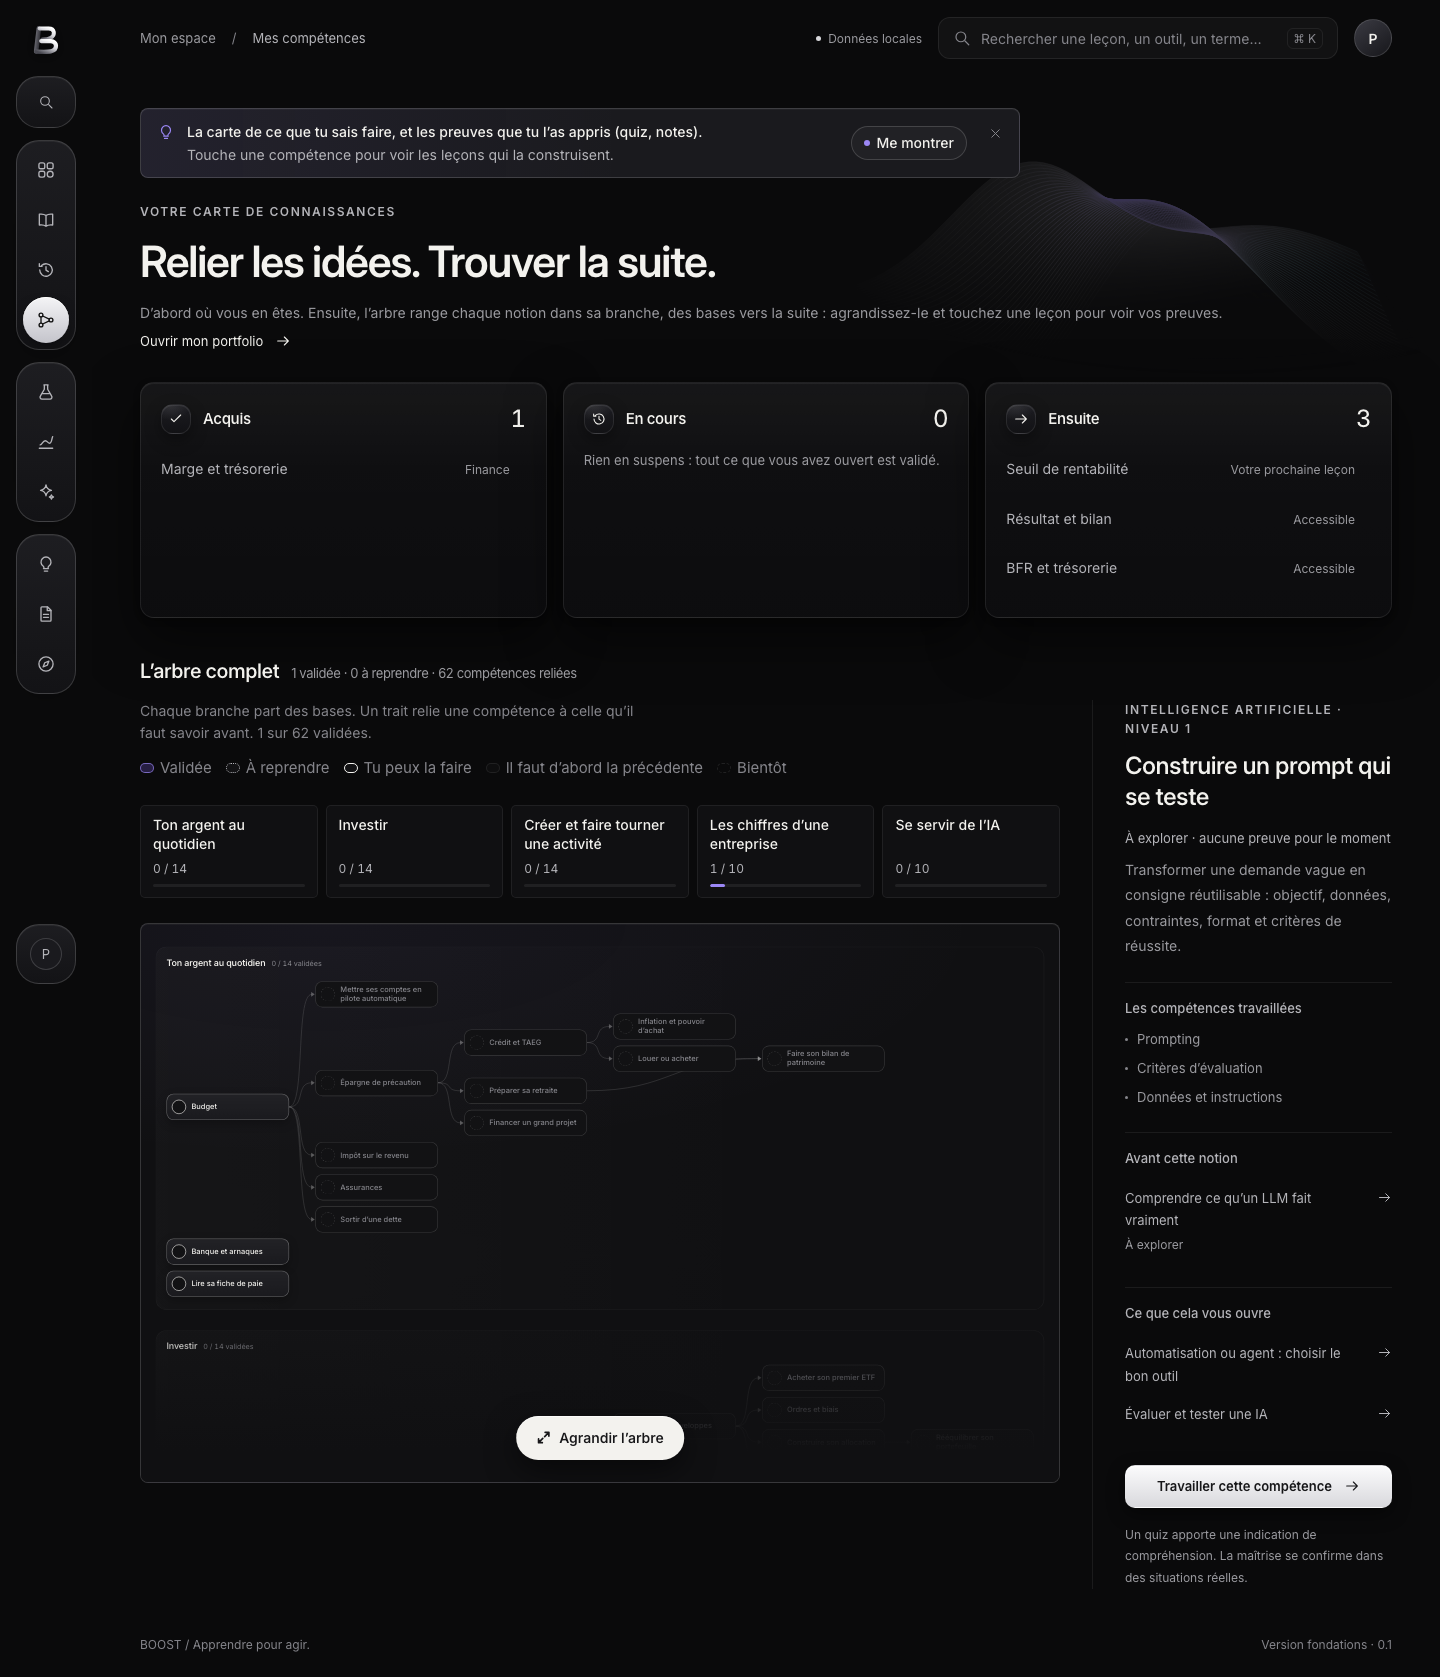 B
Mon espace / Mes compétences
Données locales
Rechercher une leçon, un outil, un terme...
⌘ K
P
La carte de ce que tu sais faire, et les preuves que tu l’as appris (quiz, notes).
Touche une compétence pour voir les leçons qui la construisent.
Me montrer
VOTRE CARTE DE CONNAISSANCES
Relier les idées. Trouver la suite.
D’abord où vous en êtes. Ensuite, l’arbre range chaque notion dans sa branche, des bases vers la suite : agrandissez-le et touchez une leçon pour voir vos preuves.
Ouvrir mon portfolio
Acquis 1
Marge et trésorerie Finance
En cours 0
Rien en suspens : tout ce que vous avez ouvert est validé.
Ensuite 3
Seuil de rentabilité Votre prochaine leçon
Résultat et bilan Accessible
BFR et trésorerie Accessible
L’arbre complet 1 validée · 0 à reprendre · 62 compétences reliées
Chaque branche part des bases. Un trait relie une compétence à celle qu’il
faut savoir avant. 1 sur 62 validées.
Validée À reprendre Tu peux la faire Il faut d’abord la précédente Bientôt
Ton argent au
quotidien
0 / 14
Investir
0 / 14
Créer et faire tourner
une activité
0 / 14
Les chiffres d’une
entreprise
1 / 10
Se servir de l’IA
0 / 10
P
Ton argent au quotidien 0 / 14 validées
Mettre ses comptes en
pilote automatique
Inflation et pouvoir
d’achat
Crédit et TAEG
Louer ou acheter
Faire son bilan de
patrimoine
Épargne de précaution
Préparer sa retraite
Budget
Financer un grand projet
Impôt sur le revenu
Assurances
Sortir d’une dette
Banque et arnaques
Lire sa fiche de paie
Investir 0 / 14 validées
Acheter son premier ETF
Ordres et biais
Agrandir l’arbre
INTELLIGENCE ARTIFICIELLE ·
NIVEAU 1
Construire un prompt qui
se teste
À explorer · aucune preuve pour le moment
Transformer une demande vague en
consigne réutilisable : objectif, données,
contraintes, format et critères de
réussite.
Les compétences travaillées
• Prompting
• Critères d’évaluation
• Données et instructions
Avant cette notion
Comprendre ce qu’un LLM fait
vraiment
À explorer
Ce que cela vous ouvre
Automatisation ou agent : choisir le
bon outil
Évaluer et tester une IA
Travailler cette compétence
Un quiz apporte une indication de
compréhension. La maîtrise se confirme dans
des situations réelles.
BOOST / Apprendre pour agir.
Version fondations · 0.1